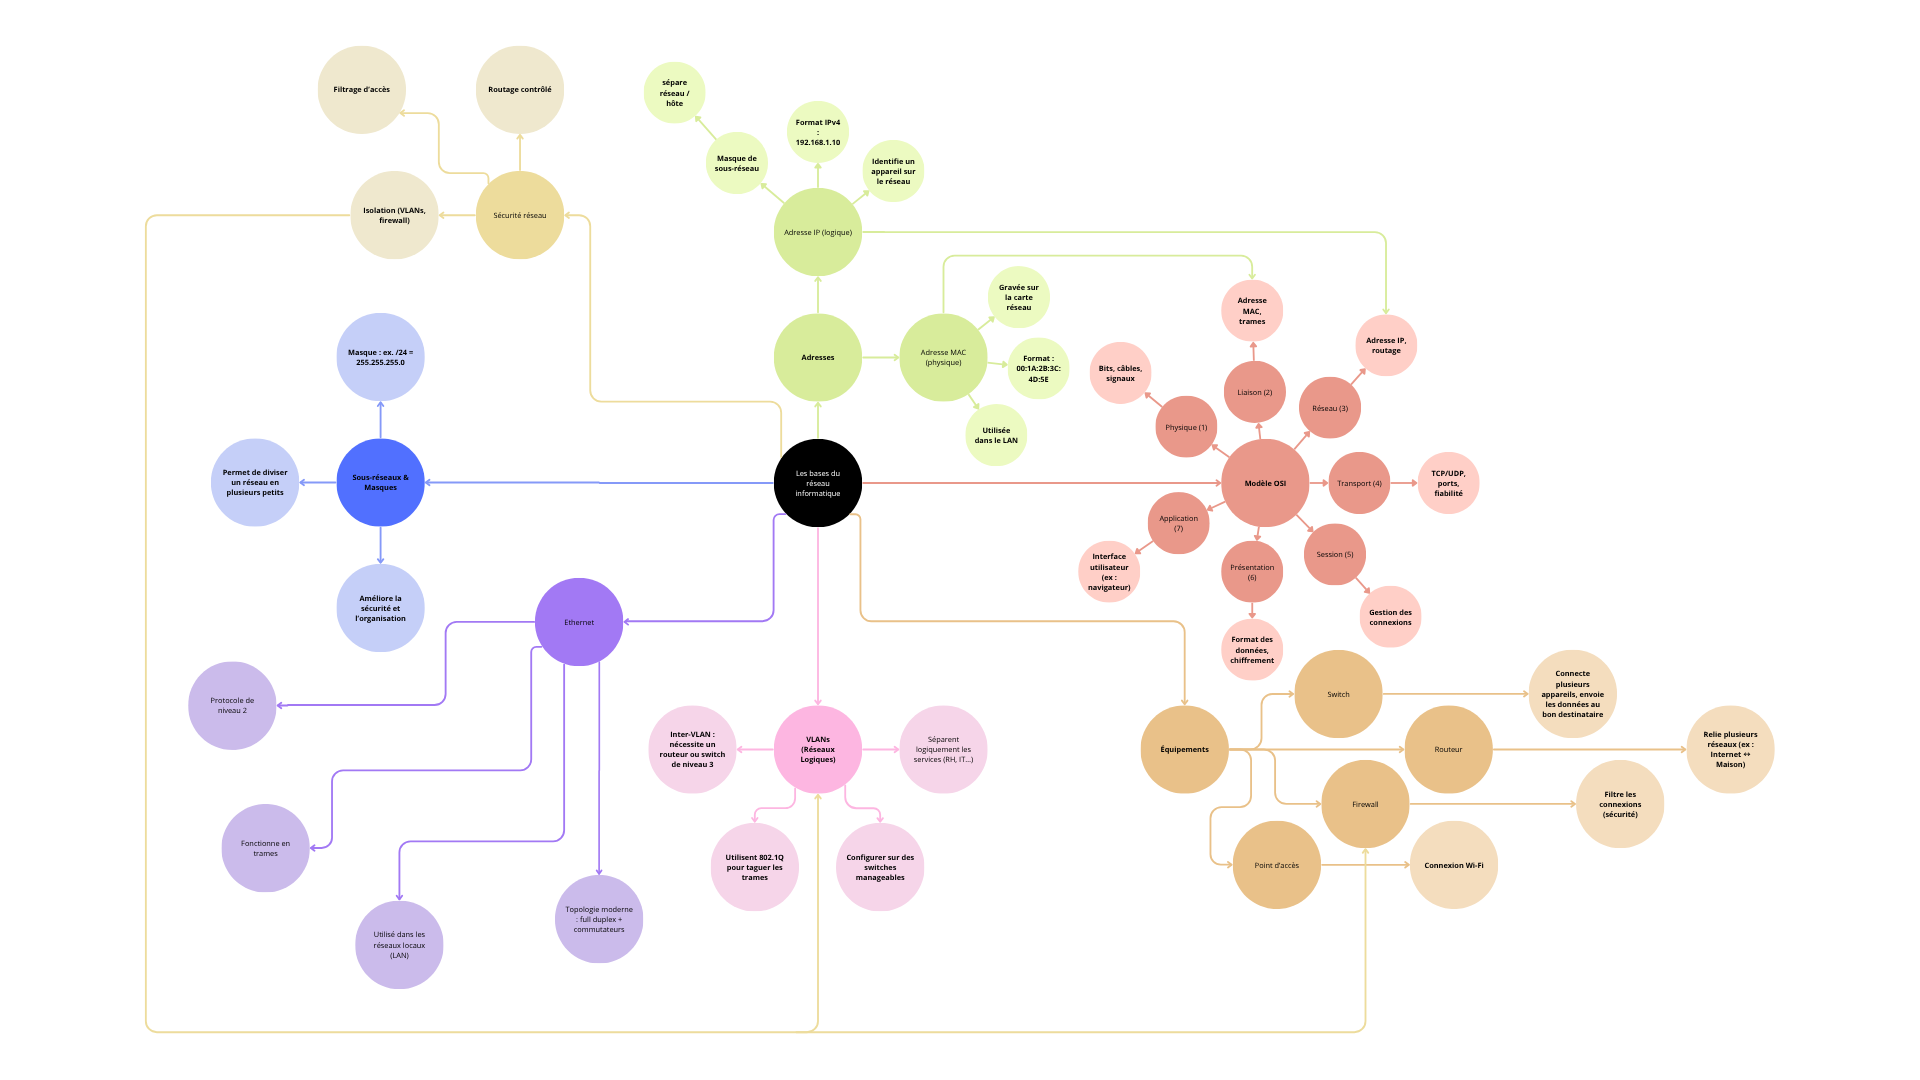 Filtrage d'accès
Routage contrôlé
Isolation (VLANs,
firewall)
Sécurité réseau
sépare
réseau /
hôte
Masque de
sous-réseau
Format IPv4
:
192.168.1.10
Identifie un
appareil sur
le réseau
Adresse IP (logique)
Adresses
Adresse MAC
(physique)
Gravée sur
la carte
réseau
Format :
00:1A:2B:3C:
4D:5E
Utilisée
dans le LAN
Masque : ex. /24 =
255.255.255.0
Permet de diviser
un réseau en
plusieurs petits
Sous-réseaux &
Masques
Améliore la
sécurité et
l'organisation
Les bases du
réseau
informatique
Adresse
MAC,
trames
Adresse IP,
routage
Bits, câbles,
signaux
Liaison (2)
Réseau (3)
Physique (1)
Modèle OSI
Transport (4)
TCP/UDP,
ports,
fiabilité
Application
(7)
Interface
utilisateur
(ex :
navigateur)
Présentation
(6)
Session (5)
Format des
données,
chiffrement
Gestion des
connexions
Ethernet
Protocole de
niveau 2
Fonctionne en
trames
Utilisé dans les
réseaux locaux
(LAN)
Topologie moderne
: full duplex +
commutateurs
Inter-VLAN :
nécessite un
routeur ou switch
de niveau 3
VLANs
(Réseaux
Logiques)
Séparent
logiquement les
services (RH, IT...)
Utilisent 802.1Q
pour taguer les
trames
Configurer sur des
switches
manageables
Équipements
Switch
Connecte
plusieurs
appareils, envoie
les données au
bon destinataire
Routeur
Relie plusieurs
réseaux (ex :
Internet ↔
Maison)
Firewall
Filtre les
connexions
(sécurité)
Point d'accès
Connexion Wi-Fi